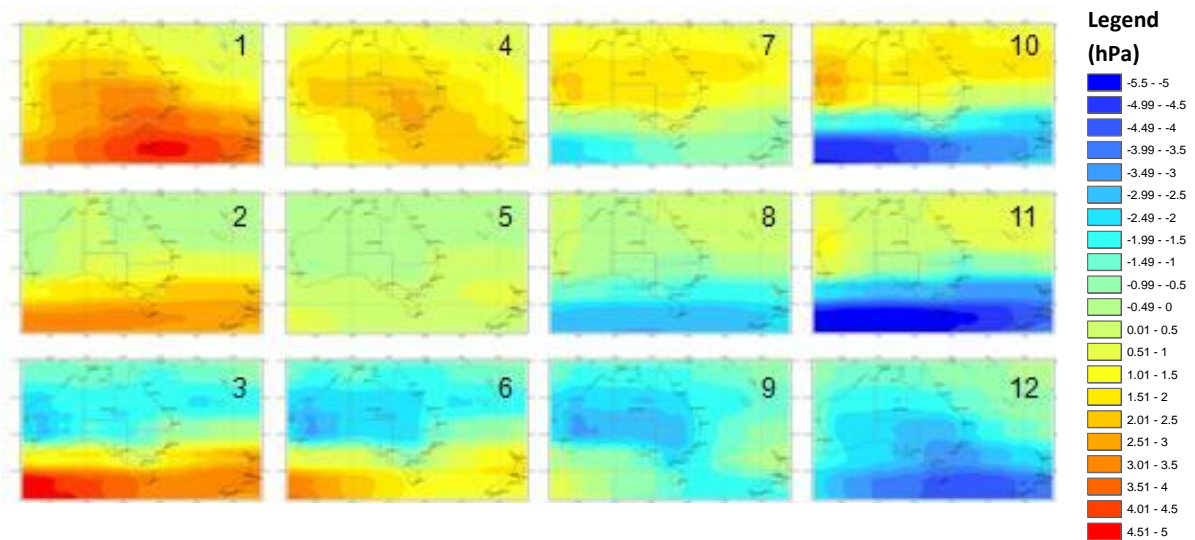 1 4 7 10
2 5 8 11
3 6 9 12
Legend
(hPa)
-5.5 - -5
-4.99 - -4.5
-4.49 - -4
-3.99 - -3.5
-3.49 - -3
-2.99 - -2.5
-2.49 - -2
-1.99 - -1.5
-1.49 - -1
-0.99 - -0.5
-0.49 - 0
0.01 - 0.5
0.51 - 1
1.01 - 1.5
1.51 - 2
2.01 - 2.5
2.51 - 3
3.01 - 3.5
3.51 - 4
4.01 - 4.5
4.51 - 5